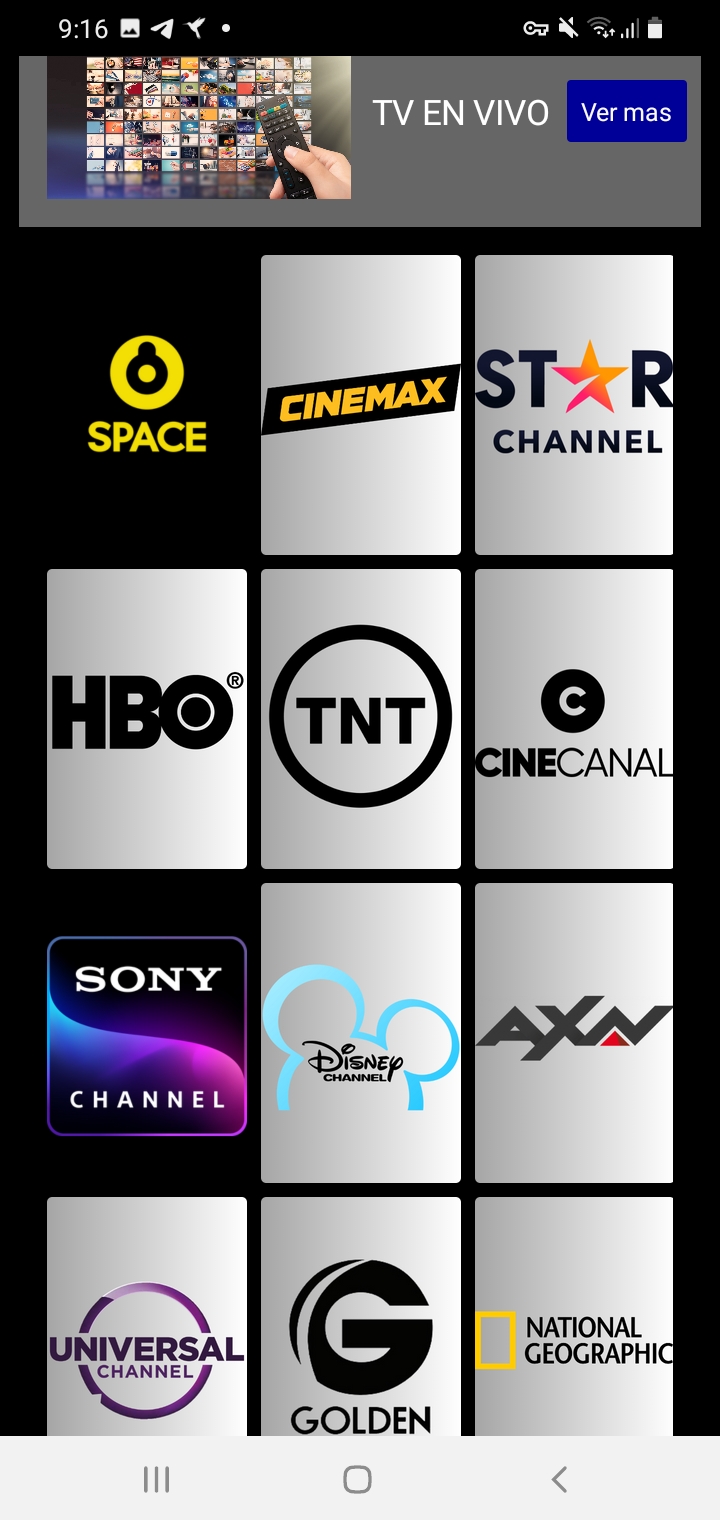 9:16
TV EN VIVO
Ver mas
SPACE
CINEMAX
STAR
CHANNEL
HBO®
TNT
C
CINECANAL
SONY
CHANNEL
Disney
CHANNEL
AXN
UNIVERSAL
CHANNEL
G
GOLDEN
NATIONAL
GEOGRAPHIC